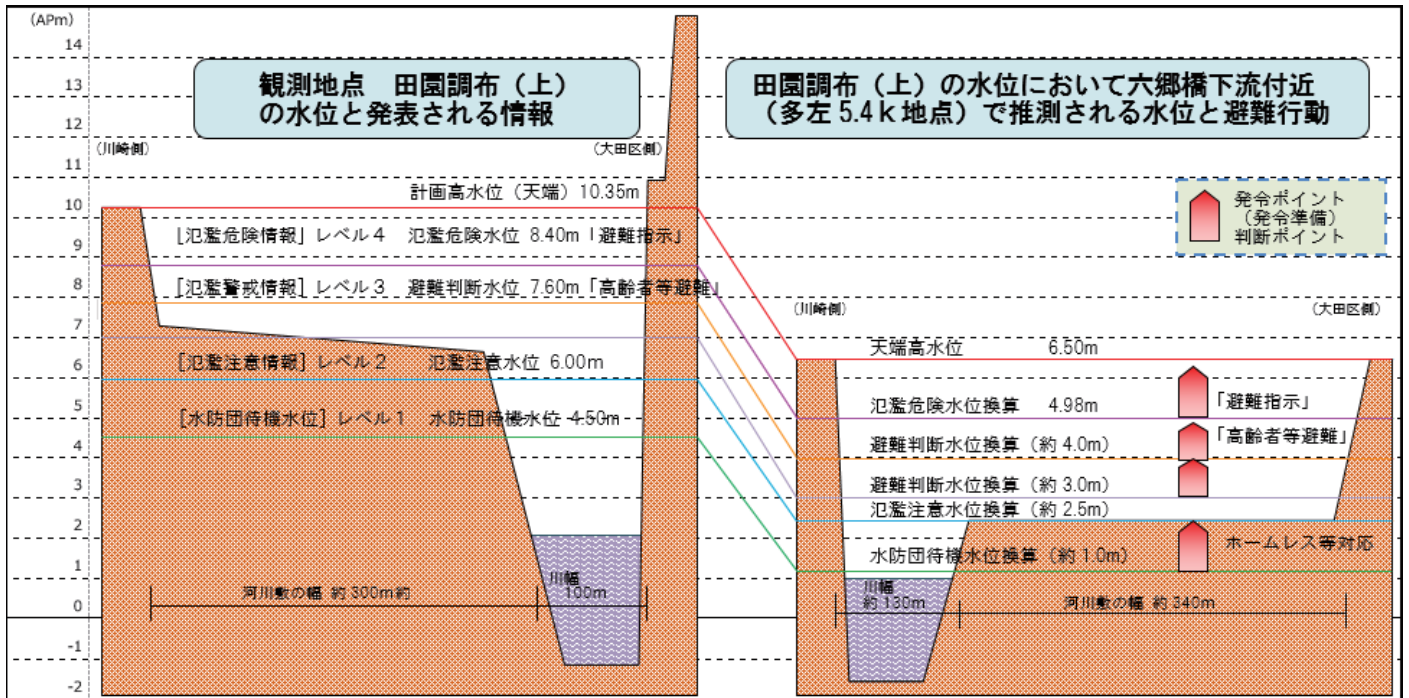 (APm)
14
13
12
11
10
9
8
7
6
5
4
3
2
1
0
-1
-2
観測地点 田園調布（上）
の水位と発表される情報
（川崎側）
（大田区側）
計画高水位（天端）10.35m
［氾濫危険情報］レベル４ 氾濫危険水位 8.40m「避難指示」
［氾濫警戒情報］レベル３ 避難判断水位 7.60m「高齢者等避難」
［氾濫注意情報］レベル２ 氾濫注意水位 6.00m
［水防団待機水位］レベル１ 水防団待機水位 4.50m
河川敷の幅 約300m約
川幅
100m
田園調布（上）の水位において六郷橋下流付近
（多左5.4ｋ地点）で推測される水位と避難行動
発令ポイント
（発令準備）
判断ポイント
（川崎側）
（大田区側）
天端高水位 6.50m
氾濫危険水位換算 4.98m
「避難指示」
避難判断水位換算（約4.0m）
「高齢者等避難」
避難判断水位換算（約3.0m）
氾濫注意水位換算（約2.5m）
水防団待機水位換算（約1.0m）
ホームレス等対応
川幅
約130m
河川敷の幅 約340m